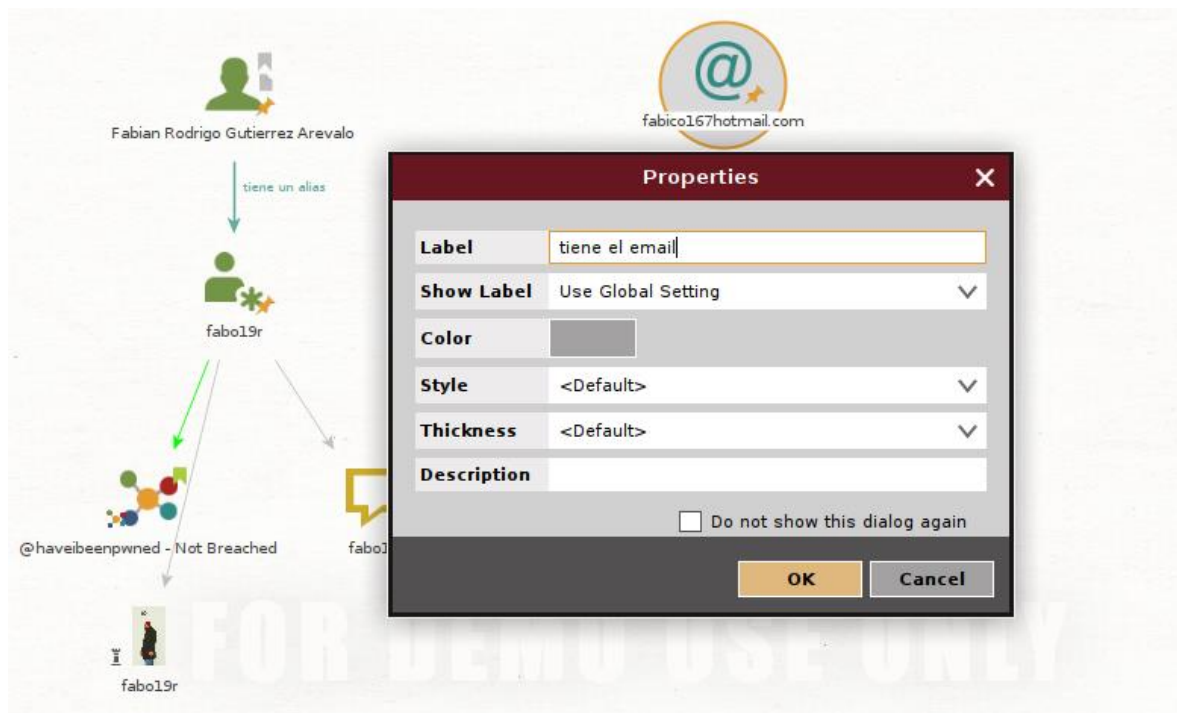 Fabian Rodrigo Gutierrez Arevalo
fabico167hotmail.com
tiene un alias
fabo19r
@haveibeenpwned - Not Breached
fabo1
fabo19r
Properties
Label
tiene el email
Show Label
Use Global Setting
Color
Style
<Default>
Thickness
<Default>
Description
Do not show this dialog again
OK
Cancel
FOR DEMO USE ONLY